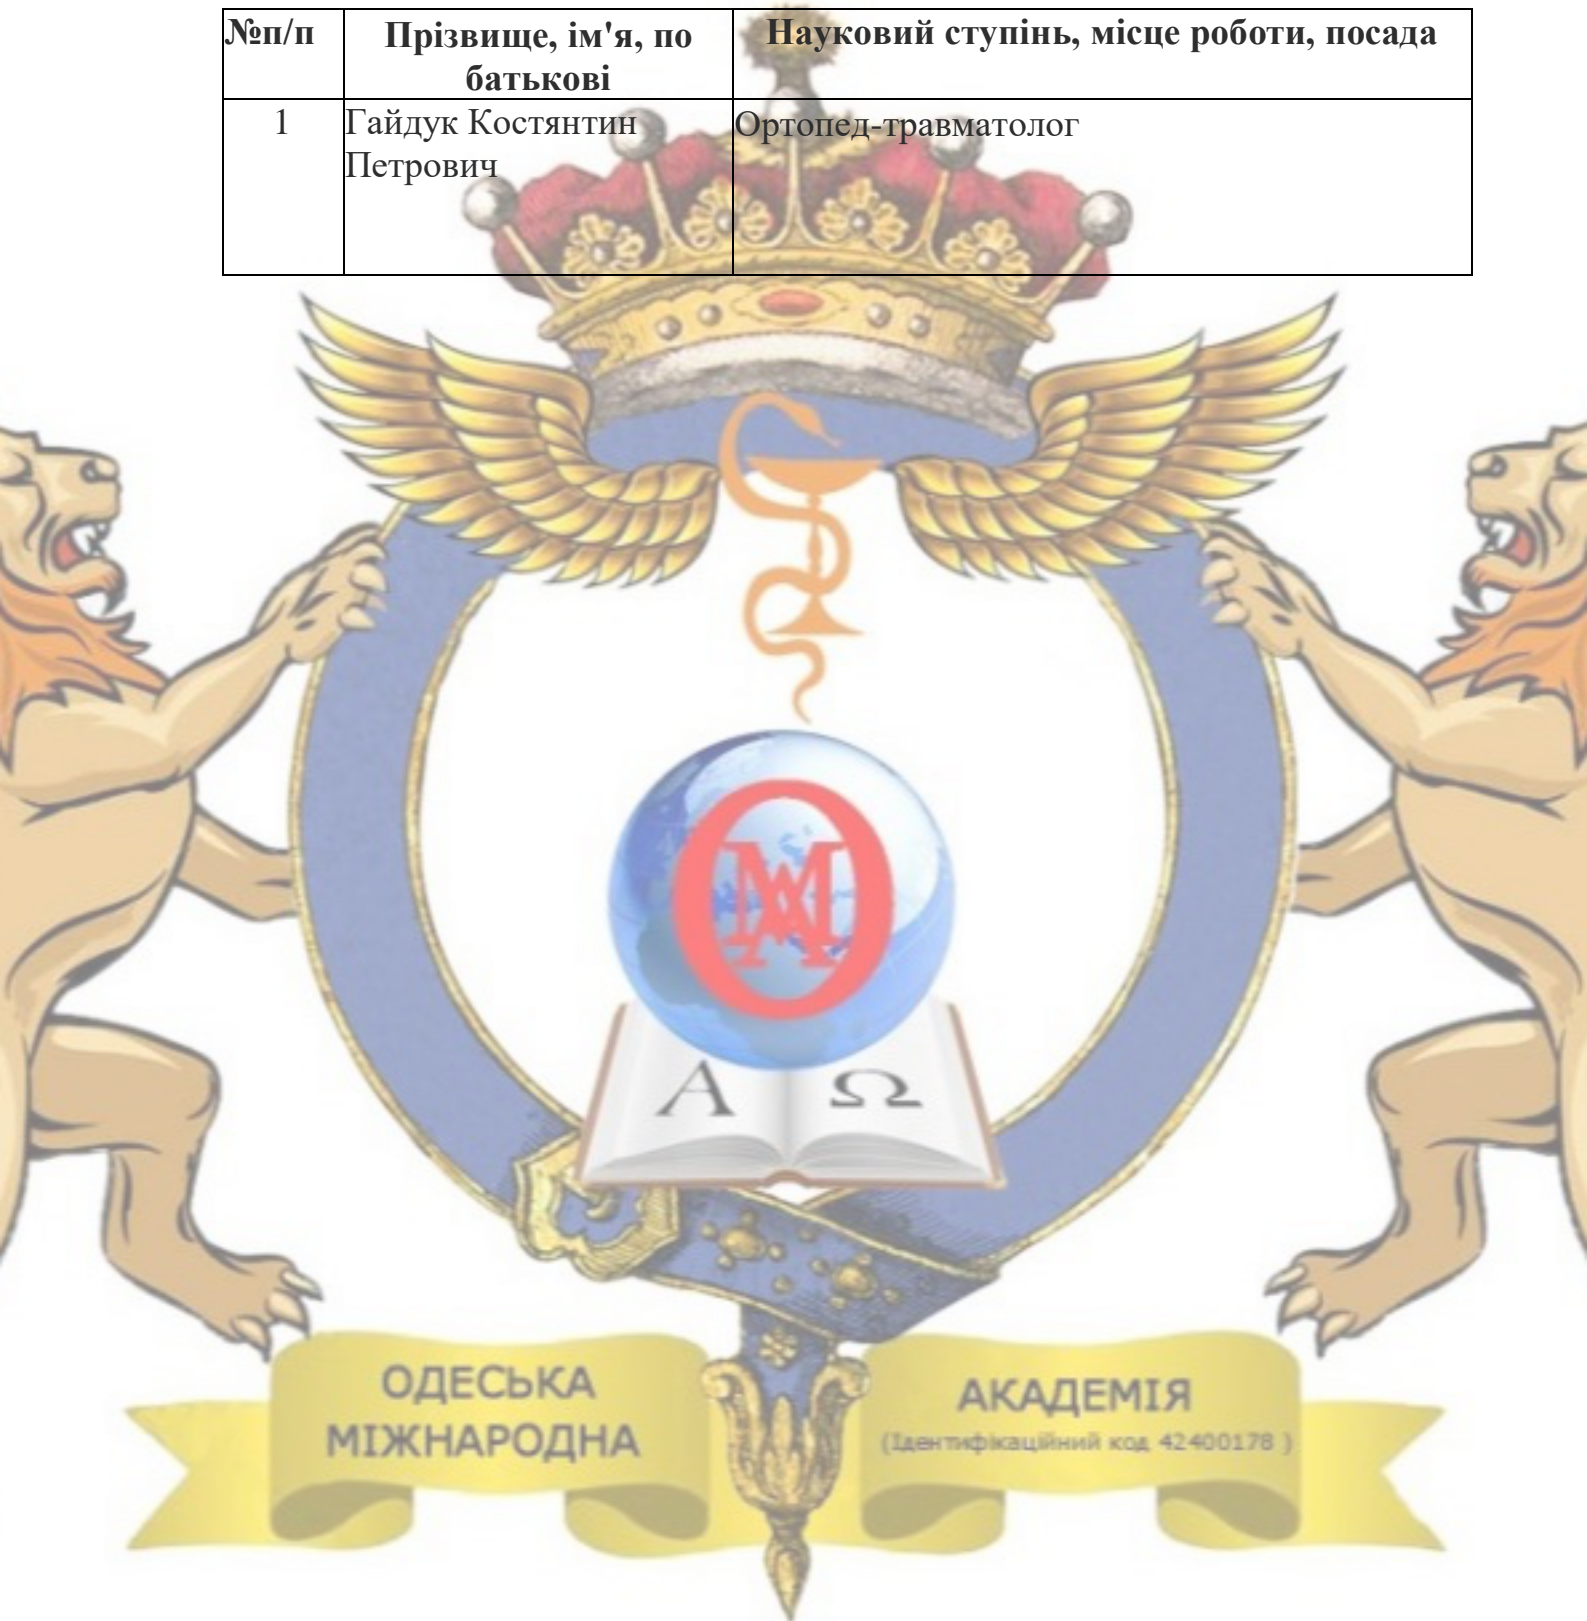 №п/п
Прізвище, ім'я, по
батькові
Науковий ступінь, місце роботи, посада
1
Гайдук Костянтин
Петрович
Ортопед-травматолог
ОМА
Α Ω
ОДЕСЬКА
МІЖНАРОДНА
АКАДЕМІЯ
(Ідентифікаційний код 42400178 )